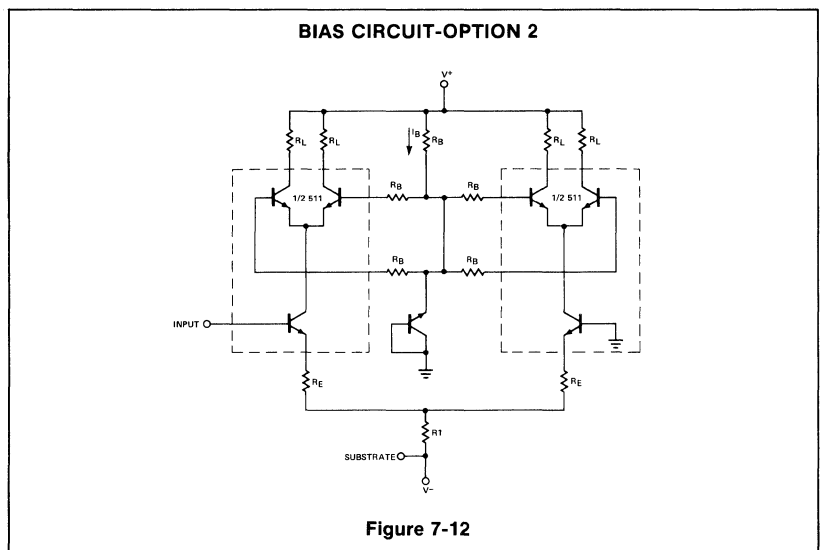 BIAS CIRCUIT-OPTION 2
V+
RL
RL
IB
RB
RL
RL
1/2 511
RB
RB
1/2 511
RB
RB
INPUT
RE
RE
R1
SUBSTRATE
V-
Figure 7-12